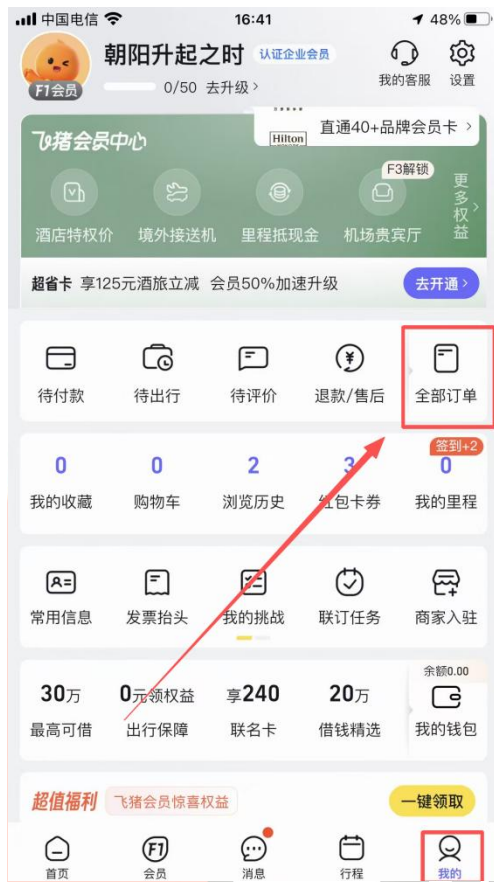 中国电信 16:41 48%
朝阳升起之时 认证企业会员
F1会员 0/50 去升级>
我的客服 设置
飞猪会员中心 Hilton 直通40+品牌会员卡 >
F3解锁
酒店特权价 境外接送机 里程抵现金 机场贵宾厅 更多权益 >
超省卡 享125元酒旅立减 会员50%加速升级 去开通>
待付款 待出行 待评价 退款/售后 全部订单
签到+2
0 0 2 3 0
我的收藏 购物车 浏览历史 红包卡券 我的里程
常用信息 发票抬头 我的挑战 联订任务 商家入驻
余额0.00
30万 0元领权益 享240 20万
最高可借 出行保障 联名卡 借钱精选 我的钱包
超值福利 飞猪会员惊喜权益 一键领取
F1
首页 会员 消息 行程 我的